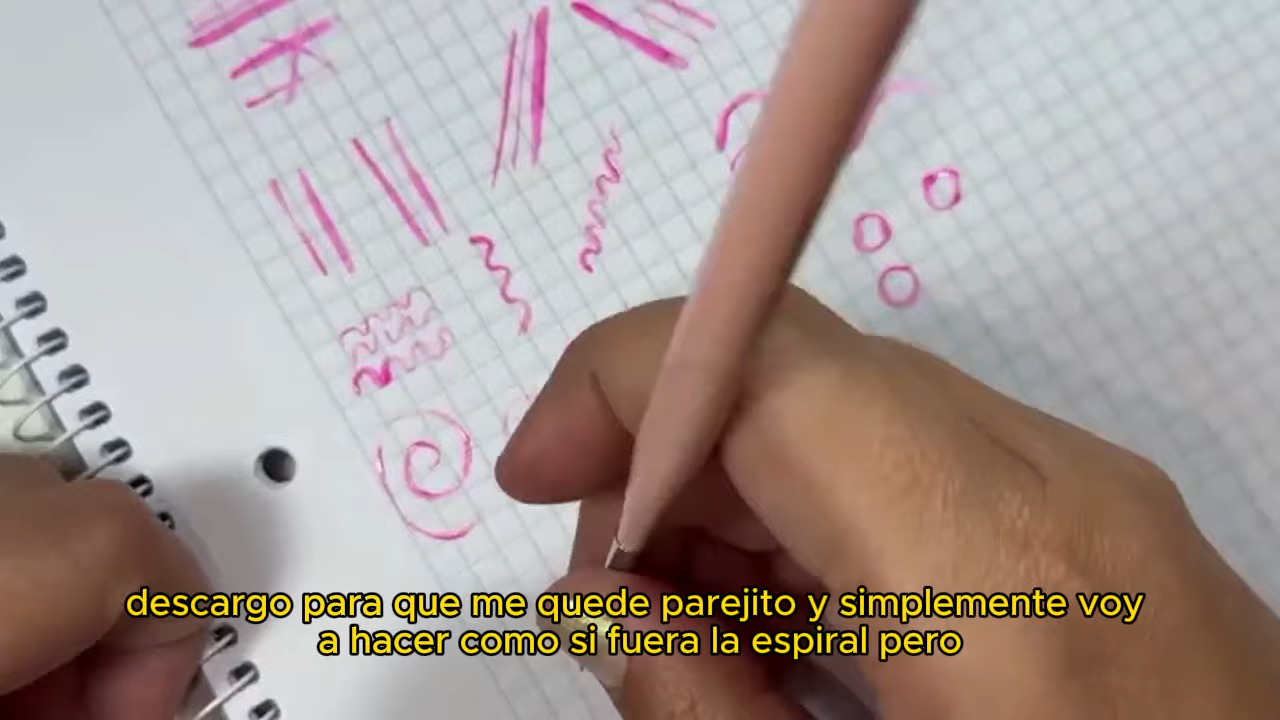 descargo para que me quede parejito y simplemente voy
a hacer como si fuera la espiral pero